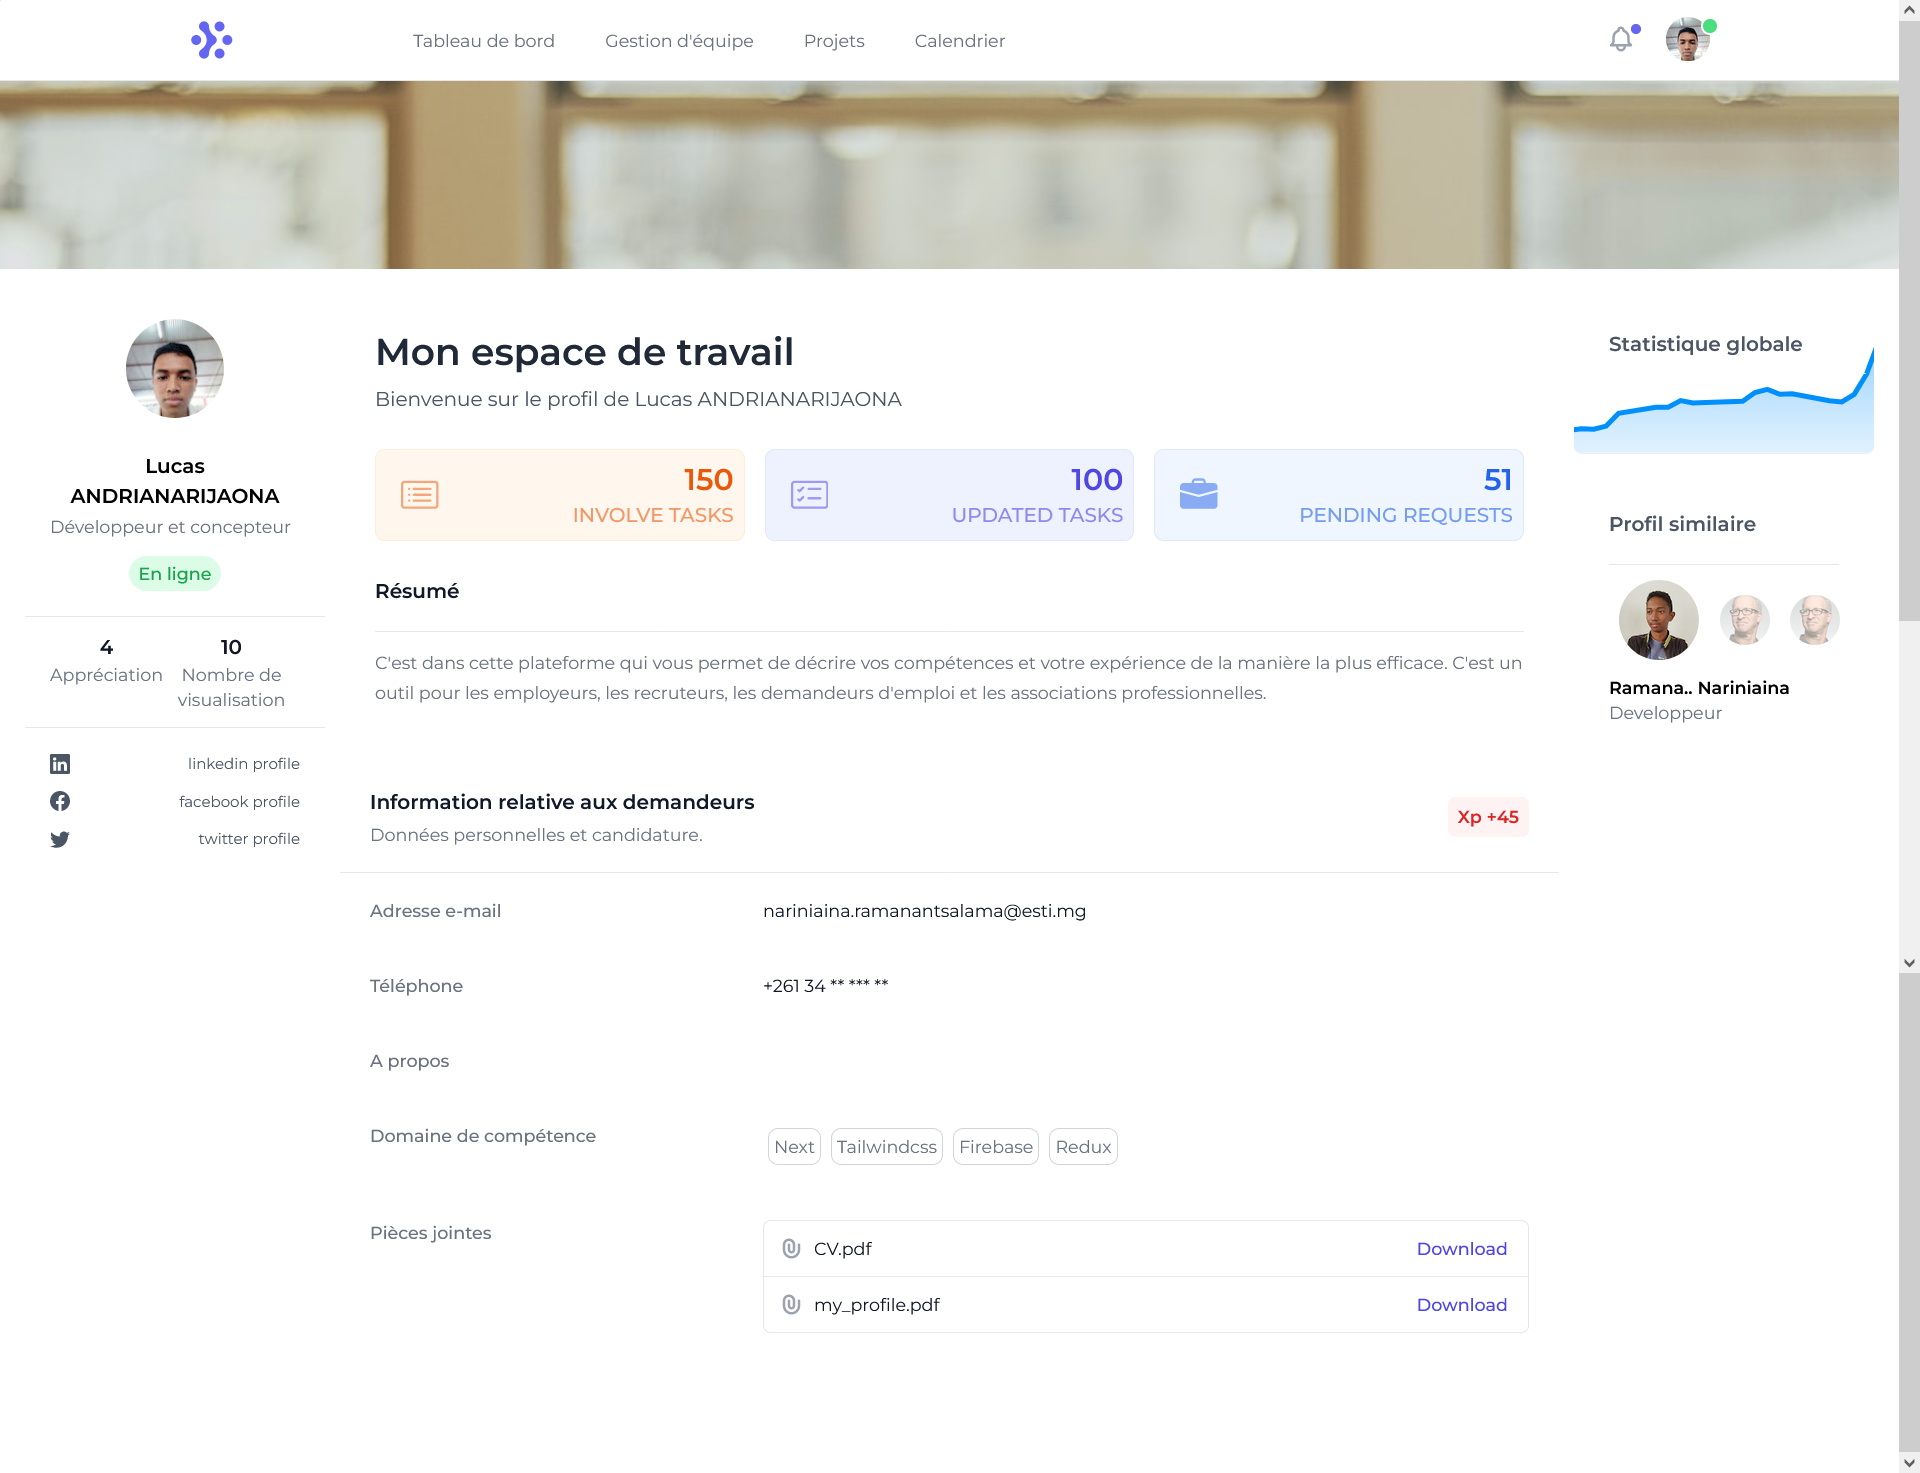 Tableau de bord
Gestion d'équipe
Projets
Calendrier
Lucas
ANDRIANARIJAONA
Développeur et concepteur
En ligne
4
Appréciation
10
Nombre de
visualisation
linkedin profile
facebook profile
twitter profile
Mon espace de travail
Bienvenue sur le profil de Lucas ANDRIANARIJAONA
150
INVOLVE TASKS
100
UPDATED TASKS
51
PENDING REQUESTS
Résumé
C'est dans cette plateforme qui vous permet de décrire vos compétences et votre expérience de la manière la plus efficace. C'est un
outil pour les employeurs, les recruteurs, les demandeurs d'emploi et les associations professionnelles.
Information relative aux demandeurs
Données personnelles et candidature.
Xp +45
Adresse e-mail
nariniaina.ramanantsalama@esti.mg
Téléphone
+261 34 ** *** **
A propos
Domaine de compétence
Next
Tailwindcss
Firebase
Redux
Pièces jointes
CV.pdf
Download
my_profile.pdf
Download
Statistique globale
Profil similaire
Ramana.. Nariniaina
Developpeur